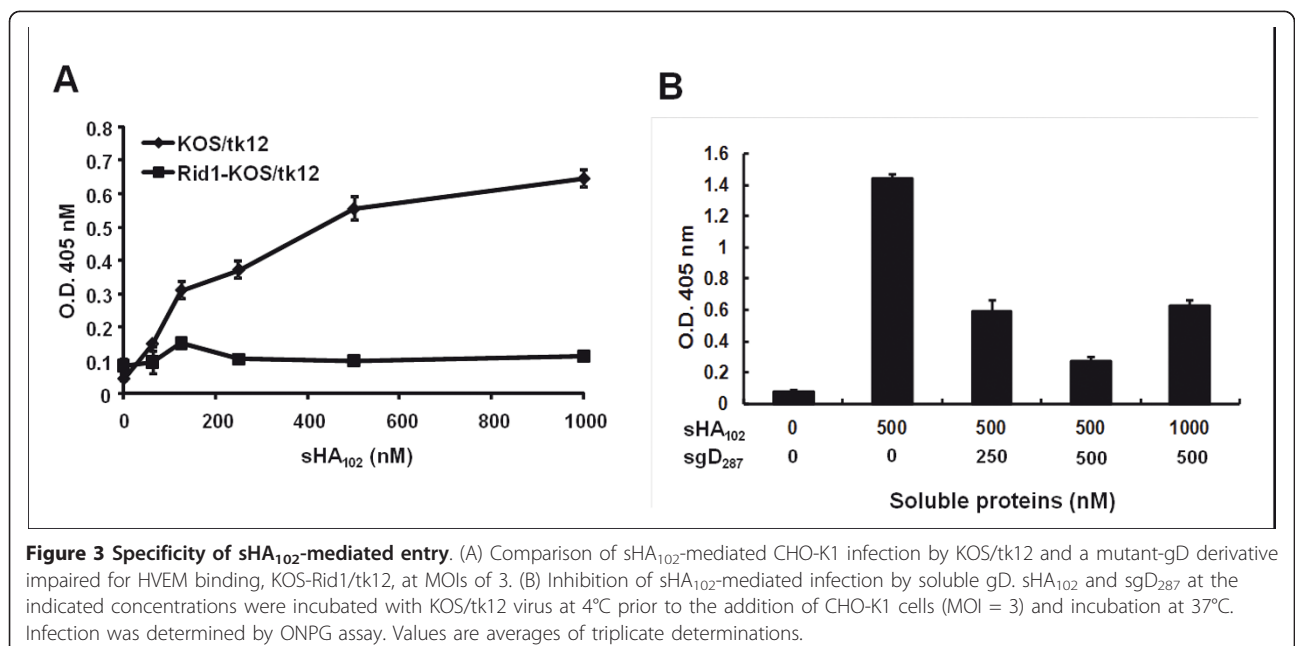 A
0.8
0.7
0.6
0.5
0.4
0.3
0.2
0.1
0
O.D. 405 nM
KOS/tk12
Rid1-KOS/tk12
0 200 400 600 800 1000
sHA102 (nM)
B
1.6
1.4
1.2
1
0.8
0.6
0.4
0.2
0
O.D. 405 nm
sHA102 0 500 500 500 1000
sgD287 0 0 250 500 500
Soluble proteins (nM)
Figure 3 Specificity of sHA102-mediated entry. (A) Comparison of sHA102-mediated CHO-K1 infection by KOS/tk12 and a mutant-gD derivative
impaired for HVEM binding, KOS-Rid1/tk12, at MOIs of 3. (B) Inhibition of sHA102-mediated infection by soluble gD. sHA102 and sgD287 at the
indicated concentrations were incubated with KOS/tk12 virus at 4°C prior to the addition of CHO-K1 cells (MOI = 3) and incubation at 37°C.
Infection was determined by ONPG assay. Values are averages of triplicate determinations.